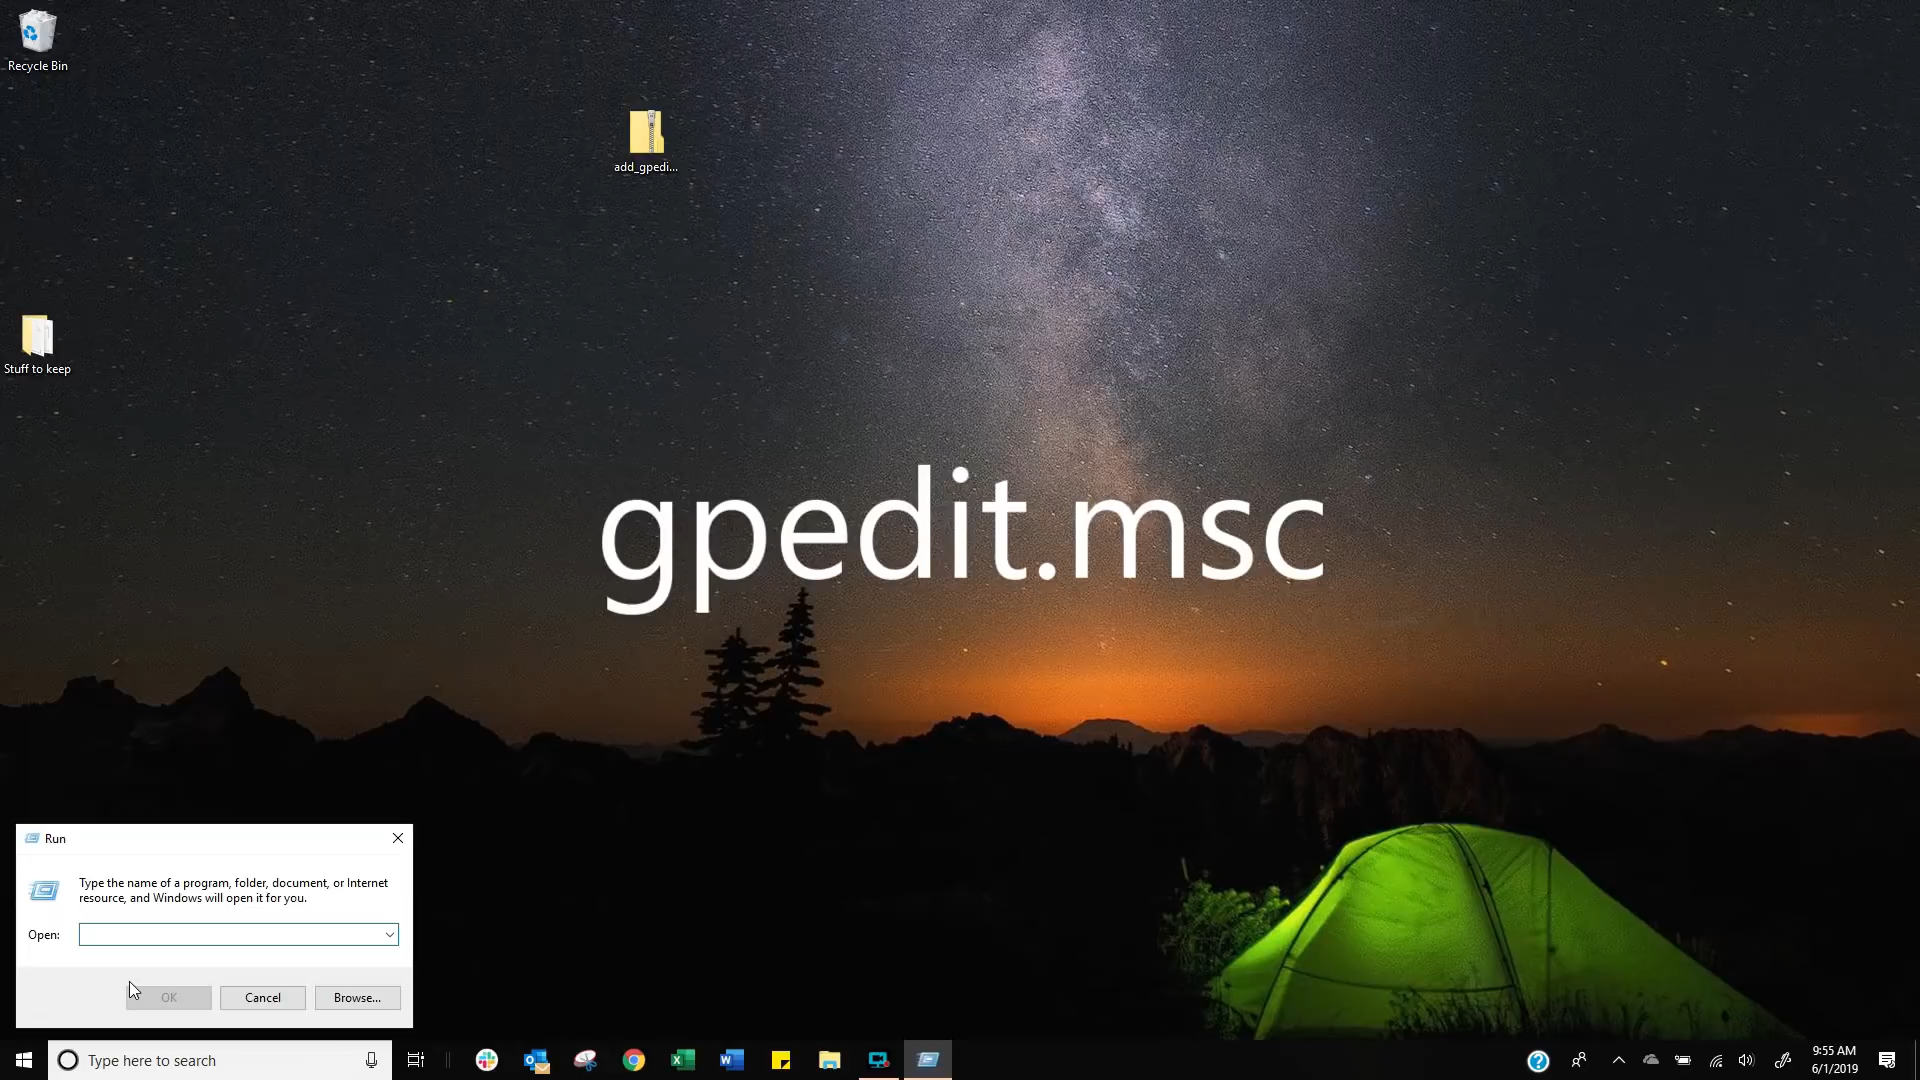 Recycle Bin
add_gpedi...
Stuff to keep
gpedit.msc
Run
Type the name of a program, folder, document, or Internet
resource, and Windows will open it for you.
Open:
OK
Cancel
Browse...
Type here to search
9:55 AM
6/1/2019